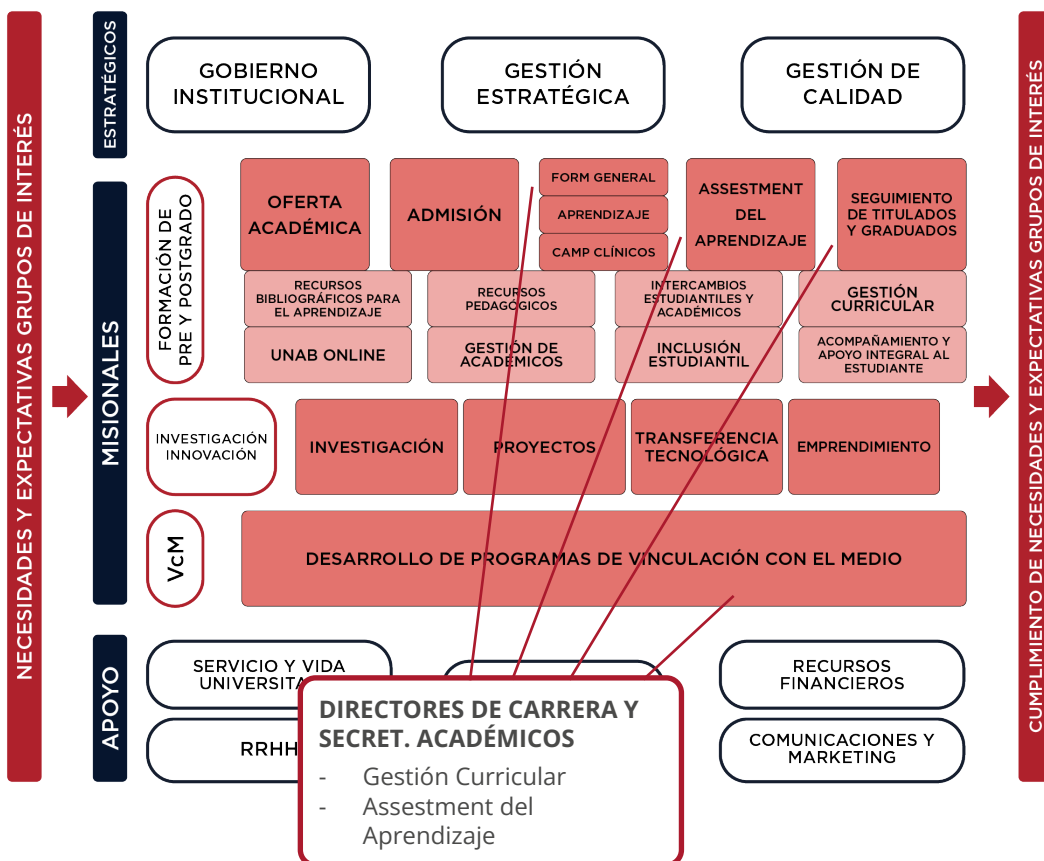 NECESIDADES Y EXPECTATIVAS GRUPOS DE INTERÉS
ESTRATÉGICOS
GOBIERNO
INSTITUCIONAL
GESTIÓN
ESTRATÉGICA
GESTIÓN DE
CALIDAD
MISIONALES
FORMACIÓN DE
PRE Y POSTGRADO
OFERTA
ACADÉMICA
ADMISIÓN
FORM GENERAL
APRENDIZAJE
CAMP CLÍNICOS
ASSESTMENT
DEL
APRENDIZAJE
SEGUIMIENTO
DE TITULADOS
Y GRADUADOS
RECURSOS
BIBLIOGRÁFICOS PARA
EL APRENDIZAJE
RECURSOS
PEDAGÓGICOS
INTERCAMBIOS
ESTUDIANTILES Y
ACADÉMICOS
GESTIÓN
CURRICULAR
UNAB ONLINE
GESTIÓN DE
ACADÉMICOS
INCLUSIÓN
ESTUDIANTIL
ACOMPAÑAMIENTO Y
APOYO INTEGRAL AL
ESTUDIANTE
INVESTIGACIÓN
INNOVACIÓN
INVESTIGACIÓN
PROYECTOS
TRANSFERENCIA
TECNOLÓGICA
EMPRENDIMIENTO
VcM
DESARROLLO DE PROGRAMAS DE VINCULACIÓN CON EL MEDIO
APOYO
SERVICIO Y VIDA
UNIVERSITA
RECURSOS
FINANCIEROS
RRHH
COMUNICACIONES Y
MARKETING
DIRECTORES DE CARRERA Y
SECRET. ACADÉMICOS
- Gestión Curricular
- Assestment del
Aprendizaje
CUMPLIMIENTO DE NECESIDADES Y EXPECTATIVAS GRUPOS DE INTERÉS